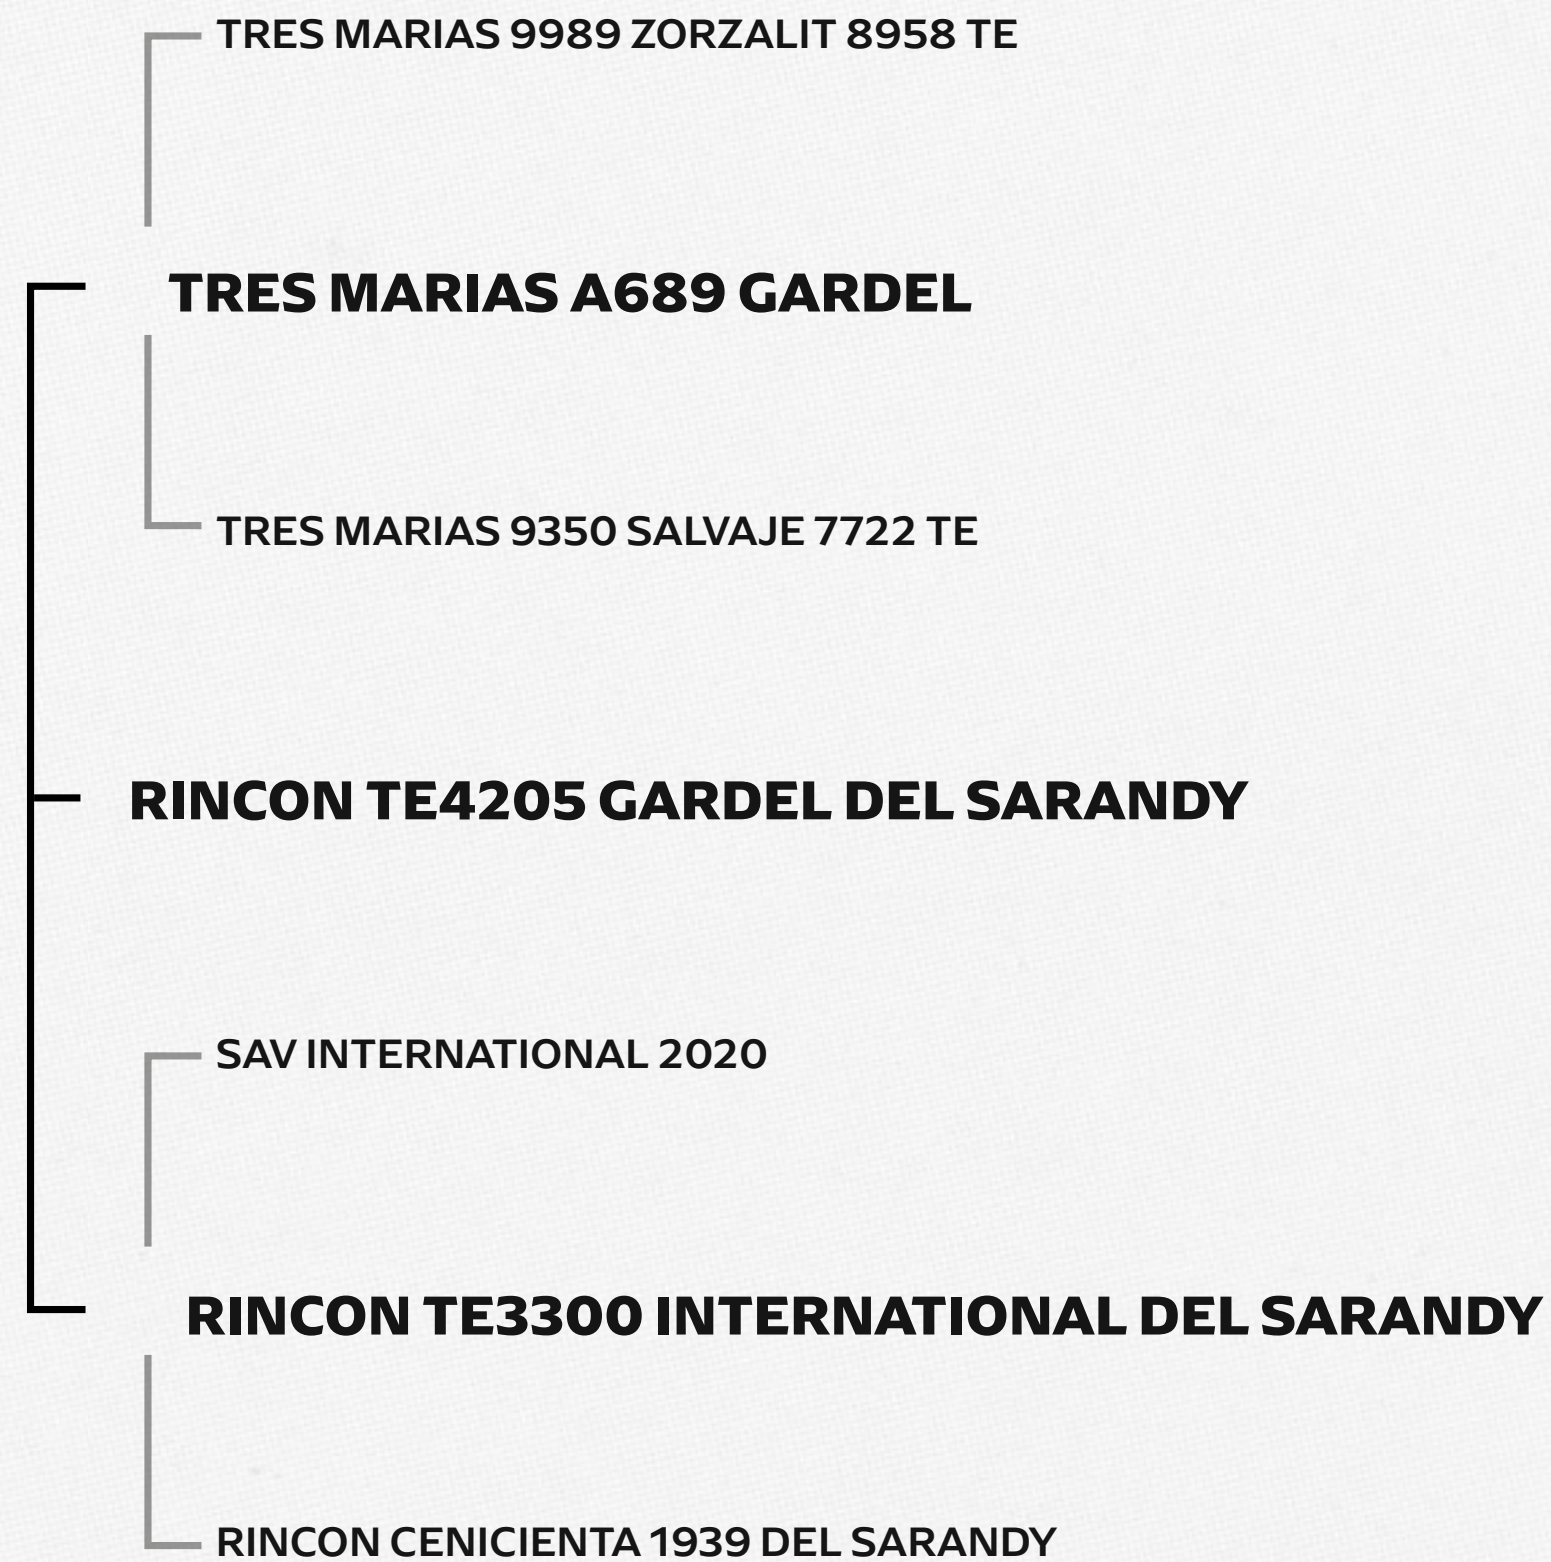 TRES MARIAS 9989 ZORZALIT 8958 TE
TRES MARIAS A689 GARDEL
TRES MARIAS 9350 SALVAJE 7722 TE
RINCON TE4205 GARDEL DEL SARANDY
SAV INTERNATIONAL 2020
RINCON TE3300 INTERNATIONAL DEL SARANDY
RINCON CENICIENTA 1939 DEL SARANDY